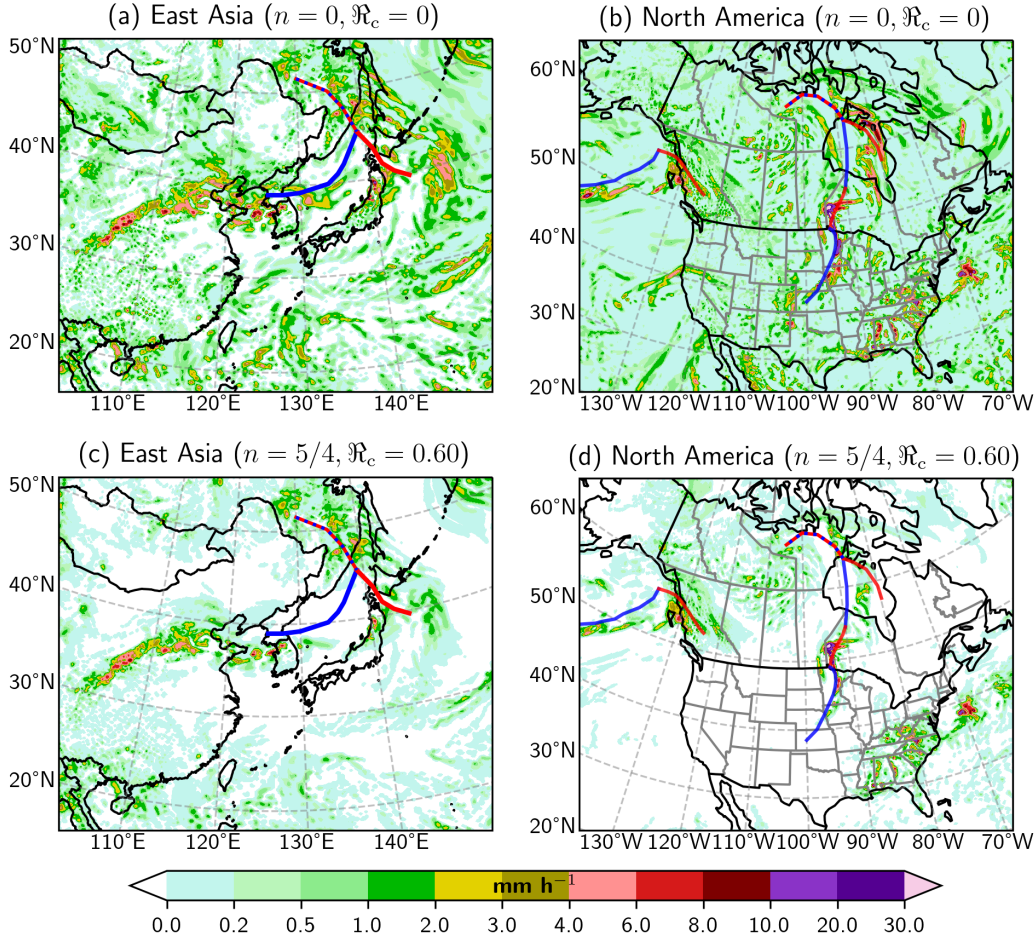 (a) East Asia (n = 0, ℜc = 0)
(b) North America (n = 0, ℜc = 0)
50°N
40°N
30°N
20°N
110°E 120°E 130°E 140°E
60°N
50°N
40°N
30°N
20°N
130°W 120°W 110°W 100°W 90°W 80°W 70°W
(c) East Asia (n = 5/4, ℜc = 0.60)
(d) North America (n = 5/4, ℜc = 0.60)
50°N
40°N
30°N
20°N
110°E 120°E 130°E 140°E
60°N
50°N
40°N
30°N
20°N
130°W 120°W 110°W 100°W 90°W 80°W 70°W
mm h⁻¹
0.0 0.2 0.5 1.0 2.0 3.0 4.0 6.0 8.0 10.0 20.0 30.0